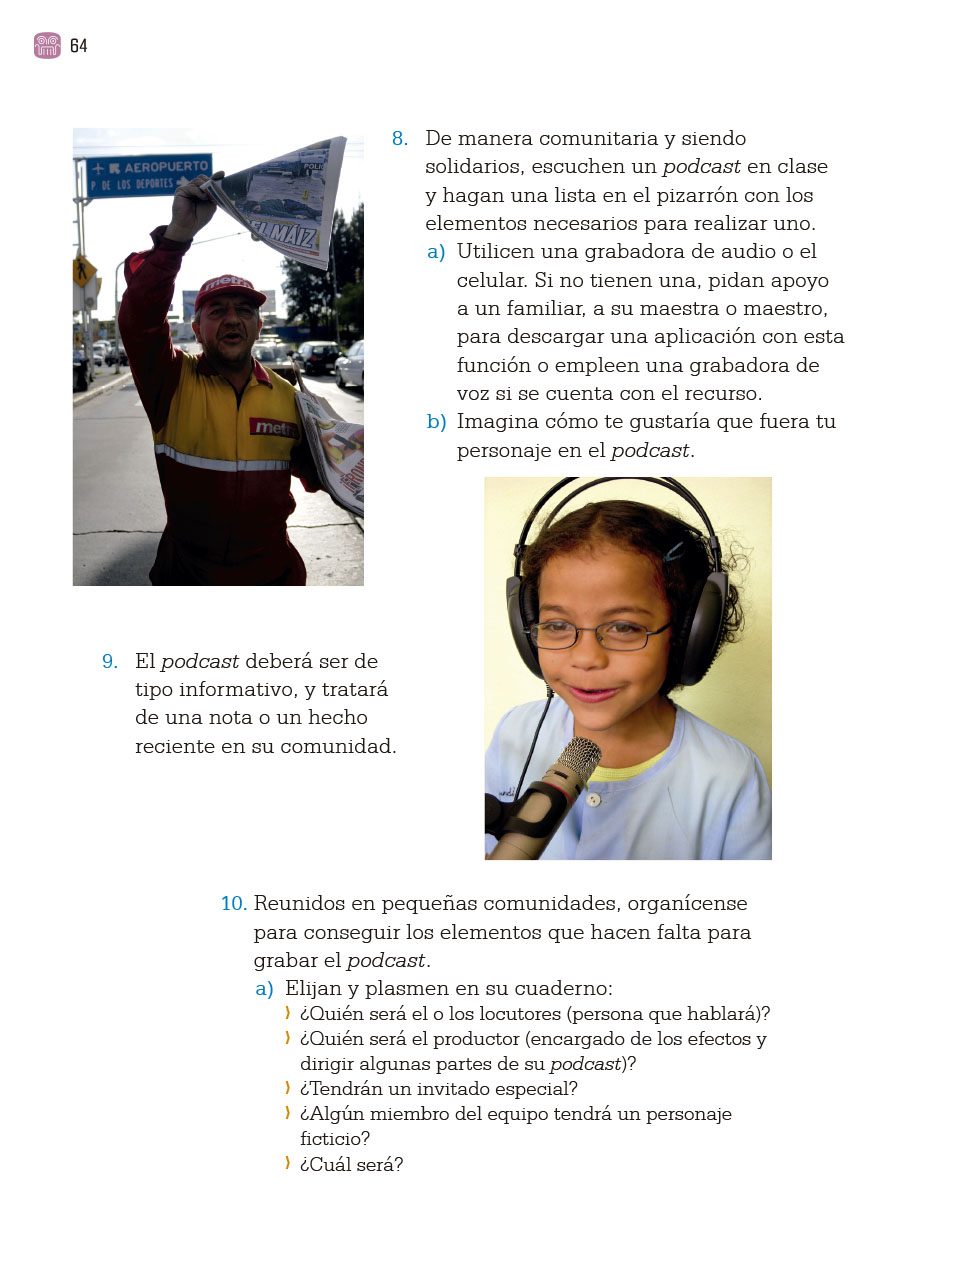 64
AEROPUERTO
P DE LOS DEPORTES
POLIC
EL MAÍZ
metro
metro
8. De manera comunitaria y siendo
solidarios, escuchen un podcast en clase
y hagan una lista en el pizarrón con los
elementos necesarios para realizar uno.
a) Utilicen una grabadora de audio o el
celular. Si no tienen una, pidan apoyo
a un familiar, a su maestra o maestro,
para descargar una aplicación con esta
función o empleen una grabadora de
voz si se cuenta con el recurso.
b) Imagina cómo te gustaría que fuera tu
personaje en el podcast.
9. El podcast deberá ser de
tipo informativo, y tratará
de una nota o un hecho
reciente en su comunidad.
10. Reunidos en pequeñas comunidades, organícense
para conseguir los elementos que hacen falta para
grabar el podcast.
a) Elijan y plasmen en su cuaderno:
⟩ ¿Quién será el o los locutores (persona que hablará)?
⟩ ¿Quién será el productor (encargado de los efectos y
dirigir algunas partes de su podcast)?
⟩ ¿Tendrán un invitado especial?
⟩ ¿Algún miembro del equipo tendrá un personaje
ficticio?
⟩ ¿Cuál será?